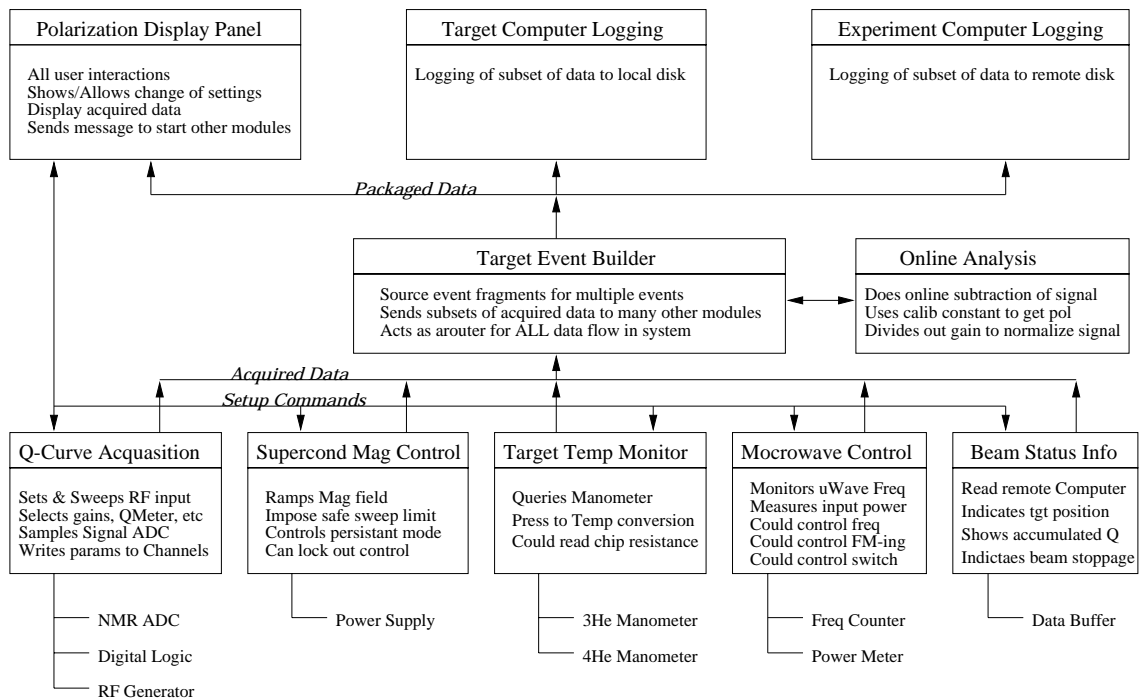 Polarization Display Panel
All user interactions
Shows/Allows change of settings
Display acquired data
Sends message to start other modules
Target Computer Logging
Logging of subset of data to local disk
Experiment Computer Logging
Logging of subset of data to remote disk
Packaged Data
Target Event Builder
Source event fragments for multiple events
Sends subsets of acquired data to many other modules
Acts as arouter for ALL data flow in system
Online Analysis
Does online subtraction of signal
Uses calib constant to get pol
Divides out gain to normalize signal
Acquired Data
Setup Commands
Q-Curve Acquasition
Sets & Sweeps RF input
Selects gains, QMeter, etc
Samples Signal ADC
Writes params to Channels
NMR ADC
Digital Logic
RF Generator
Supercond Mag Control
Ramps Mag field
Impose safe sweep limit
Controls persistant mode
Can lock out control
Power Supply
Target Temp Monitor
Queries Manometer
Press to Temp conversion
Could read chip resistance
3He Manometer
4He Manometer
Mocrowave Control
Monitors uWave Freq
Measures input power
Could control freq
Could control FM-ing
Could control switch
Freq Counter
Power Meter
Beam Status Info
Read remote Computer
Indicates tgt position
Shows accumulated Q
Indictaes beam stoppage
Data Buffer